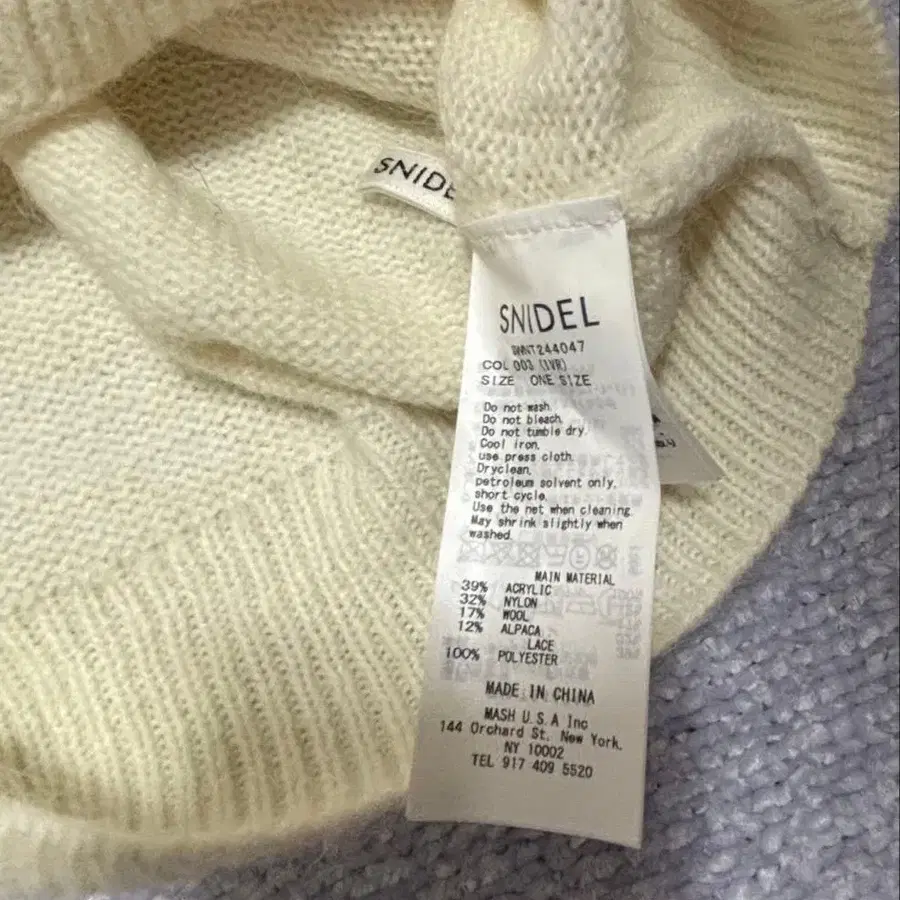 SNIDEL
SNIDEL
SWNT244047
COL 003 (IVR)
SIZE ONE SIZE
Do not wash.
Do not bleach.
Do not tumble dry.
Cool iron.
use press cloth.
Dryclean.
petroleum solvent only,
short cycle.
Use the net when cleaning.
May shrink slightly when
washed.
MAIN MATERIAL
39% ACRYLIC
32% NYLON
17% WOOL
12% ALPACA
LACE
100% POLYESTER
MADE IN CHINA
MASH U.S.A Inc
144 Orchard St. New York,
NY 10002
TEL 917 409 5520